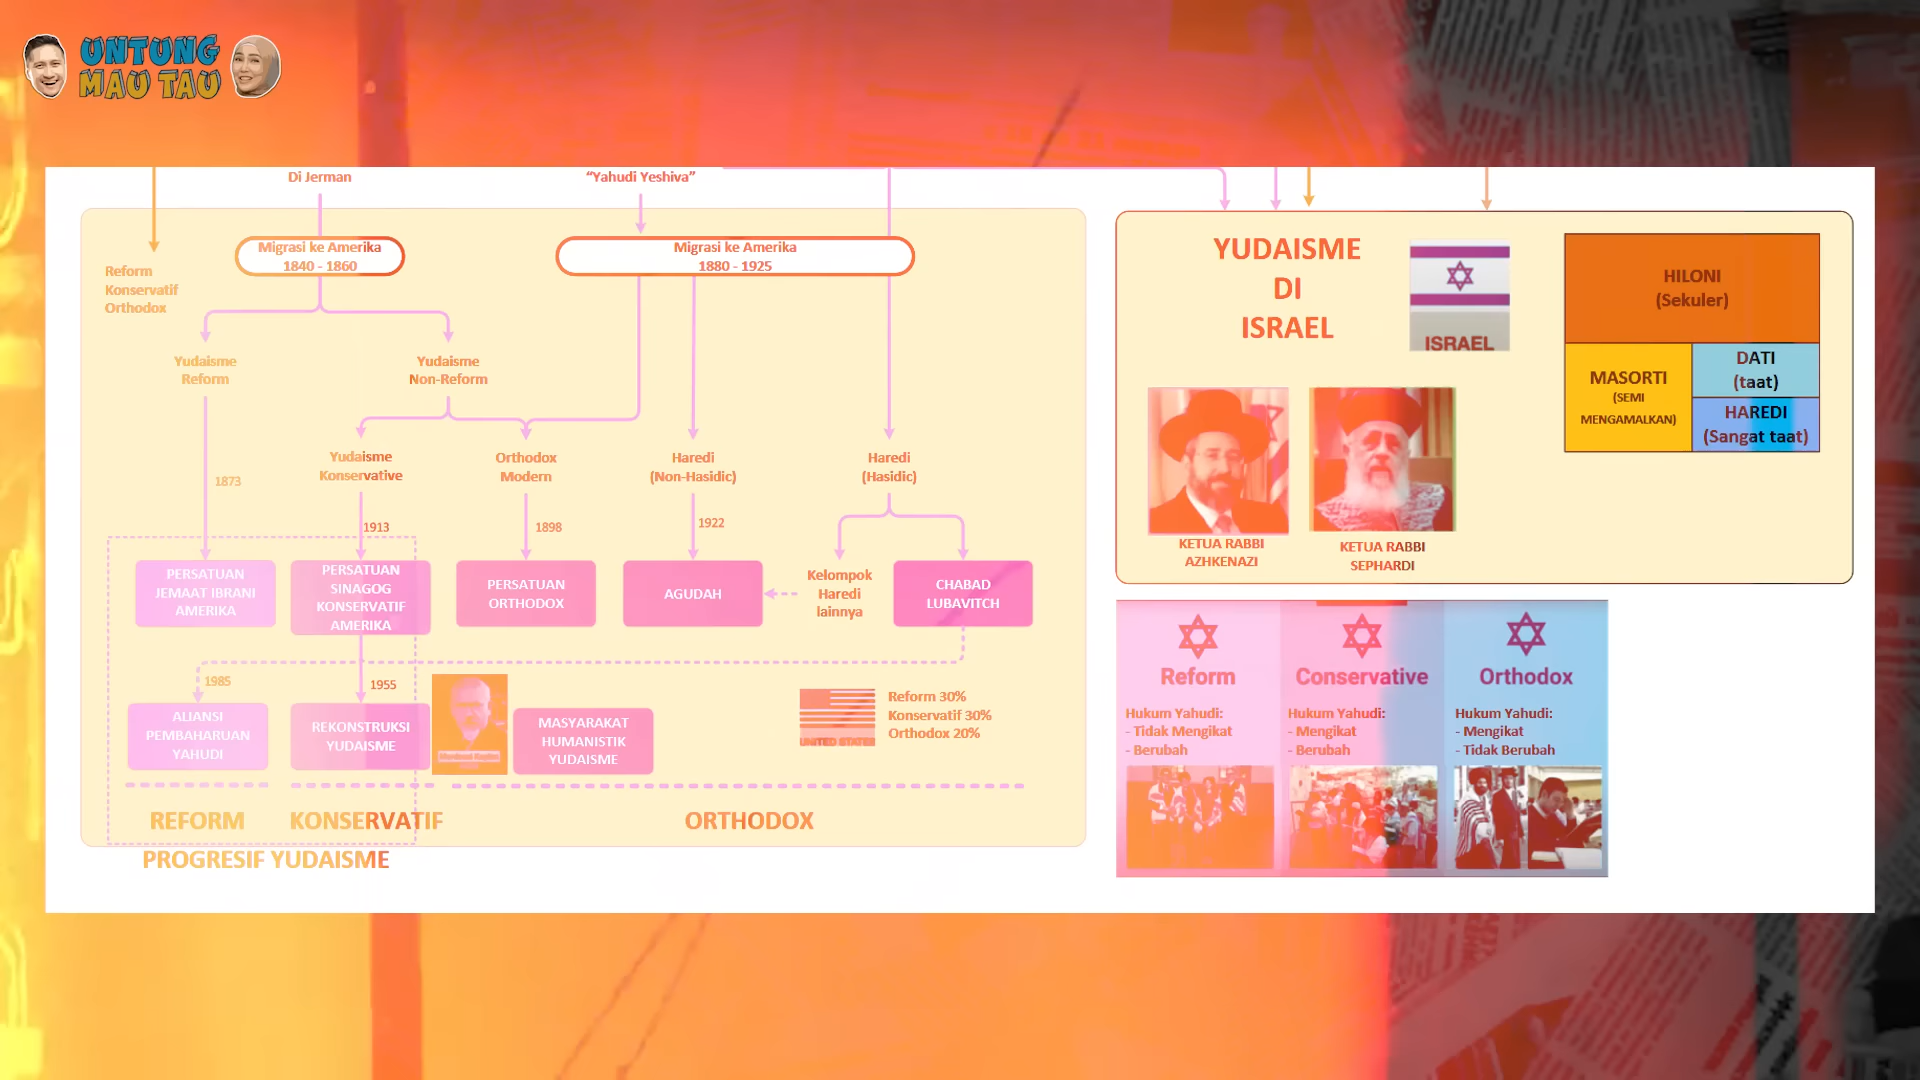 UNTUNG
MAU TAU
Di Jerman
"Yahudi Yeshiva"
Migrasi ke Amerika
1840 - 1860
Migrasi ke Amerika
1880 - 1925
Reform
Konservatif
Orthodox
Yudaisme
Reform
Yudaisme
Non-Reform
Yudaisme
Konservative
Orthodox
Modern
Haredi
(Non-Hasidic)
Haredi
(Hasidic)
1873
1913
1898
1922
PERSATUAN
JEMAAT IBRANI
AMERIKA
PERSATUAN
SINAGOG
KONSERVATIF
AMERIKA
PERSATUAN
ORTHODOX
AGUDAH
Kelompok
Haredi
lainnya
CHABAD
LUBAVITCH
1985
1955
ALIANSI
PEMBAHARUAN
YAHUDI
REKONSTRUKSI
YUDAISME
MASYARAKAT
HUMANISTIK
YUDAISME
UNITED STATES
Reform 30%
Konservatif 30%
Orthodox 20%
REFORM
KONSERVATIF
ORTHODOX
PROGRESIF YUDAISME
YUDAISME
DI
ISRAEL
ISRAEL
HILONI
(Sekuler)
MASORTI
(SEMI
MENGAMALKAN)
DATI
(taat)
HAREDI
(Sangat taat)
KETUA RABBI
AZHKENAZI
KETUA RABBI
SEPHARDI
Reform
Hukum Yahudi:
- Tidak Mengikat
- Berubah
Conservative
Hukum Yahudi:
- Mengikat
- Berubah
Orthodox
Hukum Yahudi:
- Mengikat
- Tidak Berubah